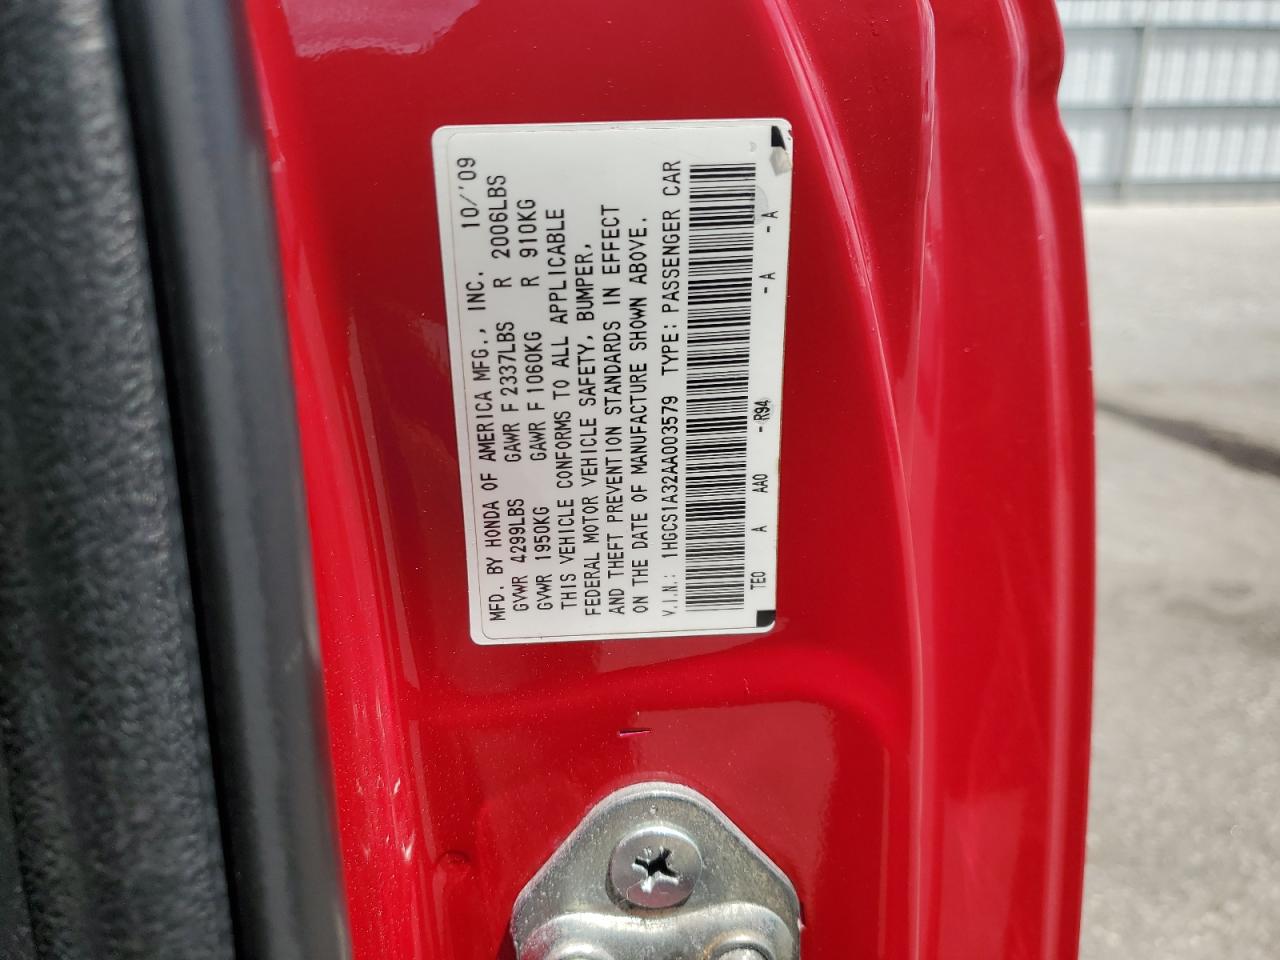 MFD. BY HONDA OF AMERICA MFG., INC. 10/'09
GVWR 4299LBS GAWR F 2337LBS R 2006LBS
GVWR 1950KG GAWR F 1060KG R 910KG
THIS VEHICLE CONFORMS TO ALL APPLICABLE
FEDERAL MOTOR VEHICLE SAFETY, BUMPER,
AND THEFT PREVENTION STANDARDS IN EFFECT
ON THE DATE OF MANUFACTURE SHOWN ABOVE.
V.I.N.: 1HGCS1A32AA003579 TYPE: PASSENGER CAR
TE0 A AA0 -R94 -A -A